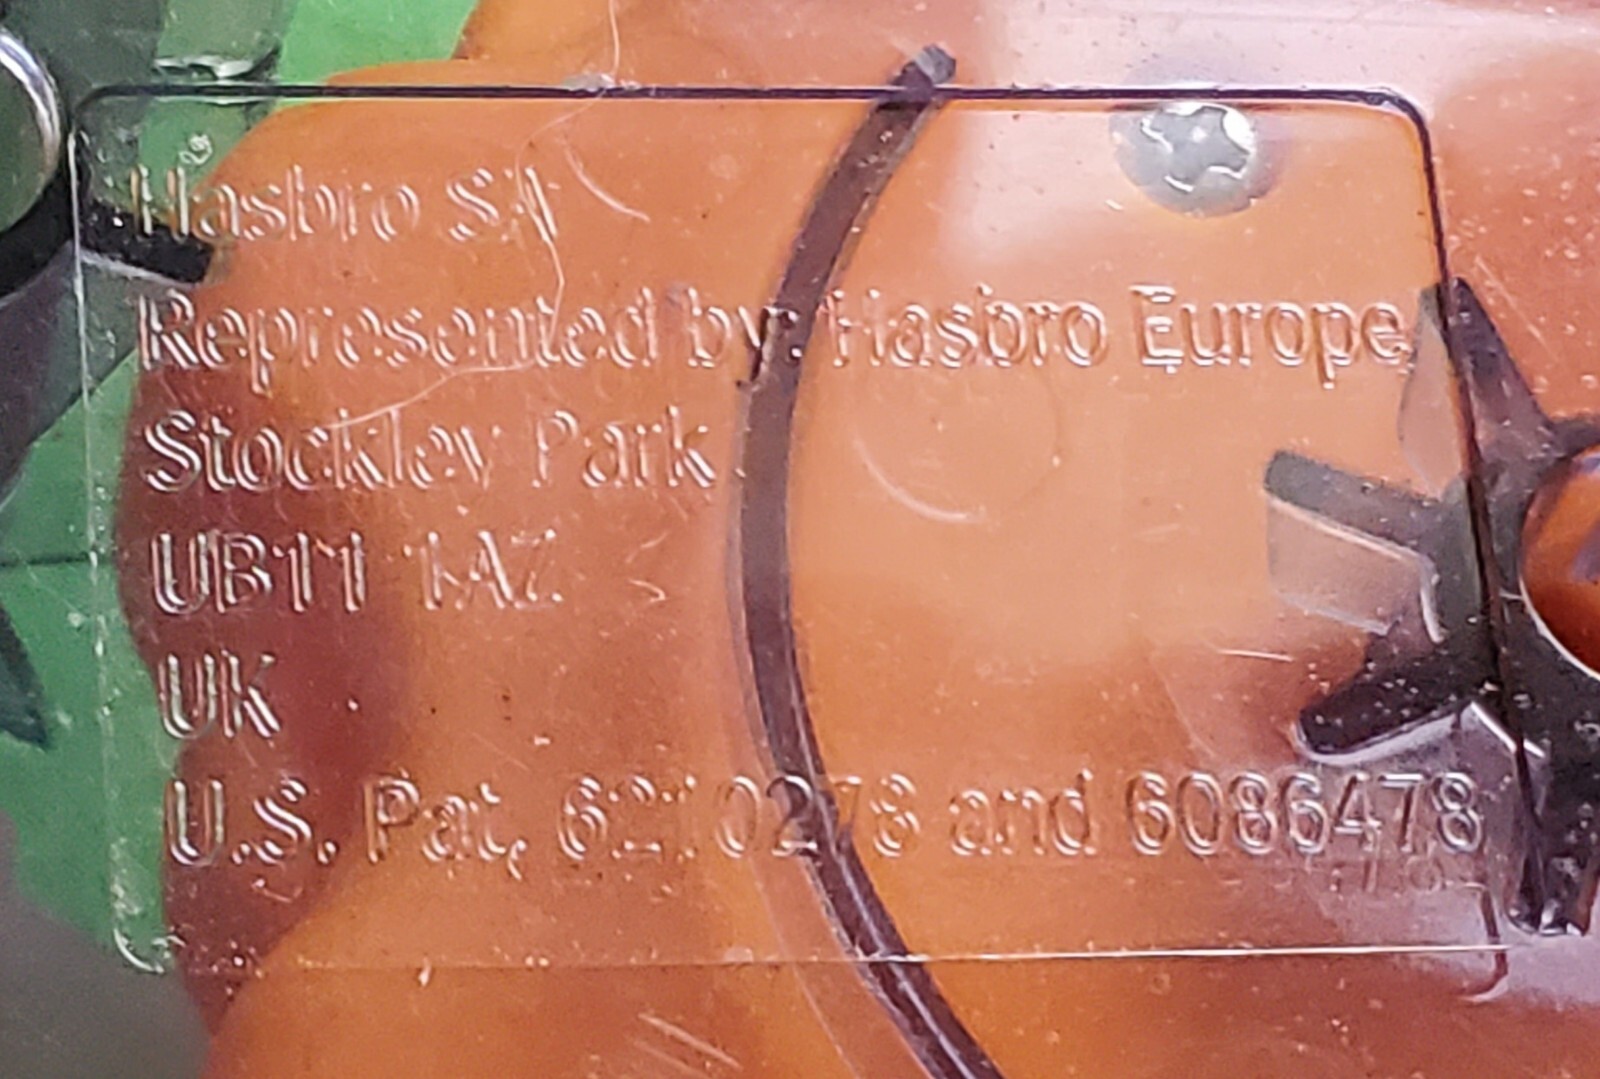 Hasbro SA
Represented by: Hasbro Europe
Stockley Park
UB11 1AZ
UK
U.S. Pat. 6210278 and 6086478